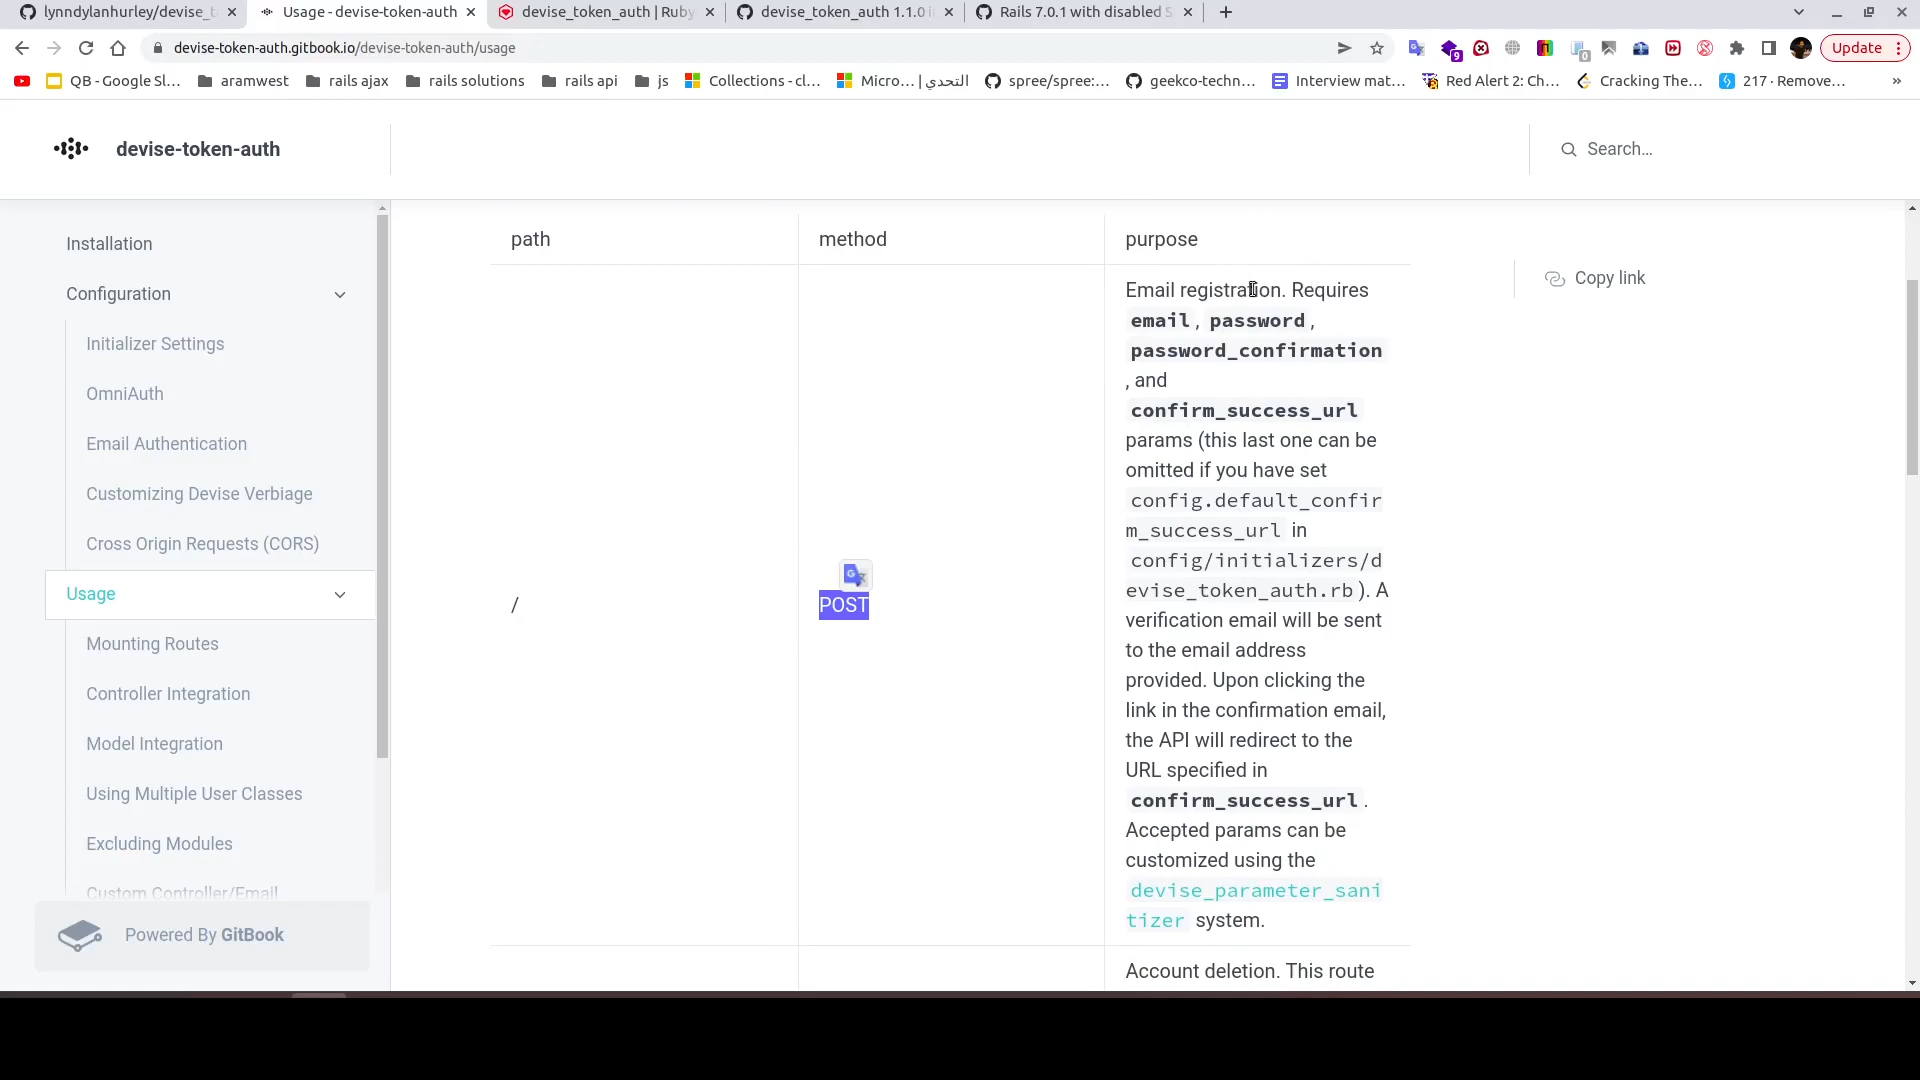 lynndylanhurley/devise_t
Usage - devise-token-auth
devise_token_auth | Ruby
devise_token_auth 1.1.0 i
Rails 7.0.1 with disabled S
devise-token-auth.gitbook.io/devise-token-auth/usage
9
0
Update
QB - Google Sl...
aramwest
rails ajax
rails solutions
rails api
js
Collections - cl...
Micro... | التحدي
spree/spree:...
geekco-techn...
Interview mat...
Red Alert 2: Ch...
Cracking The...
217 · Remove...
»
devise-token-auth
Search...
Installation
Configuration
Initializer Settings
OmniAuth
Email Authentication
Customizing Devise Verbiage
Cross Origin Requests (CORS)
Usage
Mounting Routes
Controller Integration
Model Integration
Using Multiple User Classes
Excluding Modules
Custom Controller/Email
Powered By GitBook
path
method
purpose
/
POST
Email registration. Requires
email, password,
password_confirmation
, and
confirm_success_url
params (this last one can be
omitted if you have set
config.default_confir
m_success_url in
config/initializers/d
evise_token_auth.rb). A
verification email will be sent
to the email address
provided. Upon clicking the
link in the confirmation email,
the API will redirect to the
URL specified in
confirm_success_url.
Accepted params can be
customized using the
devise_parameter_sani
tizer system.
Account deletion. This route
Copy link